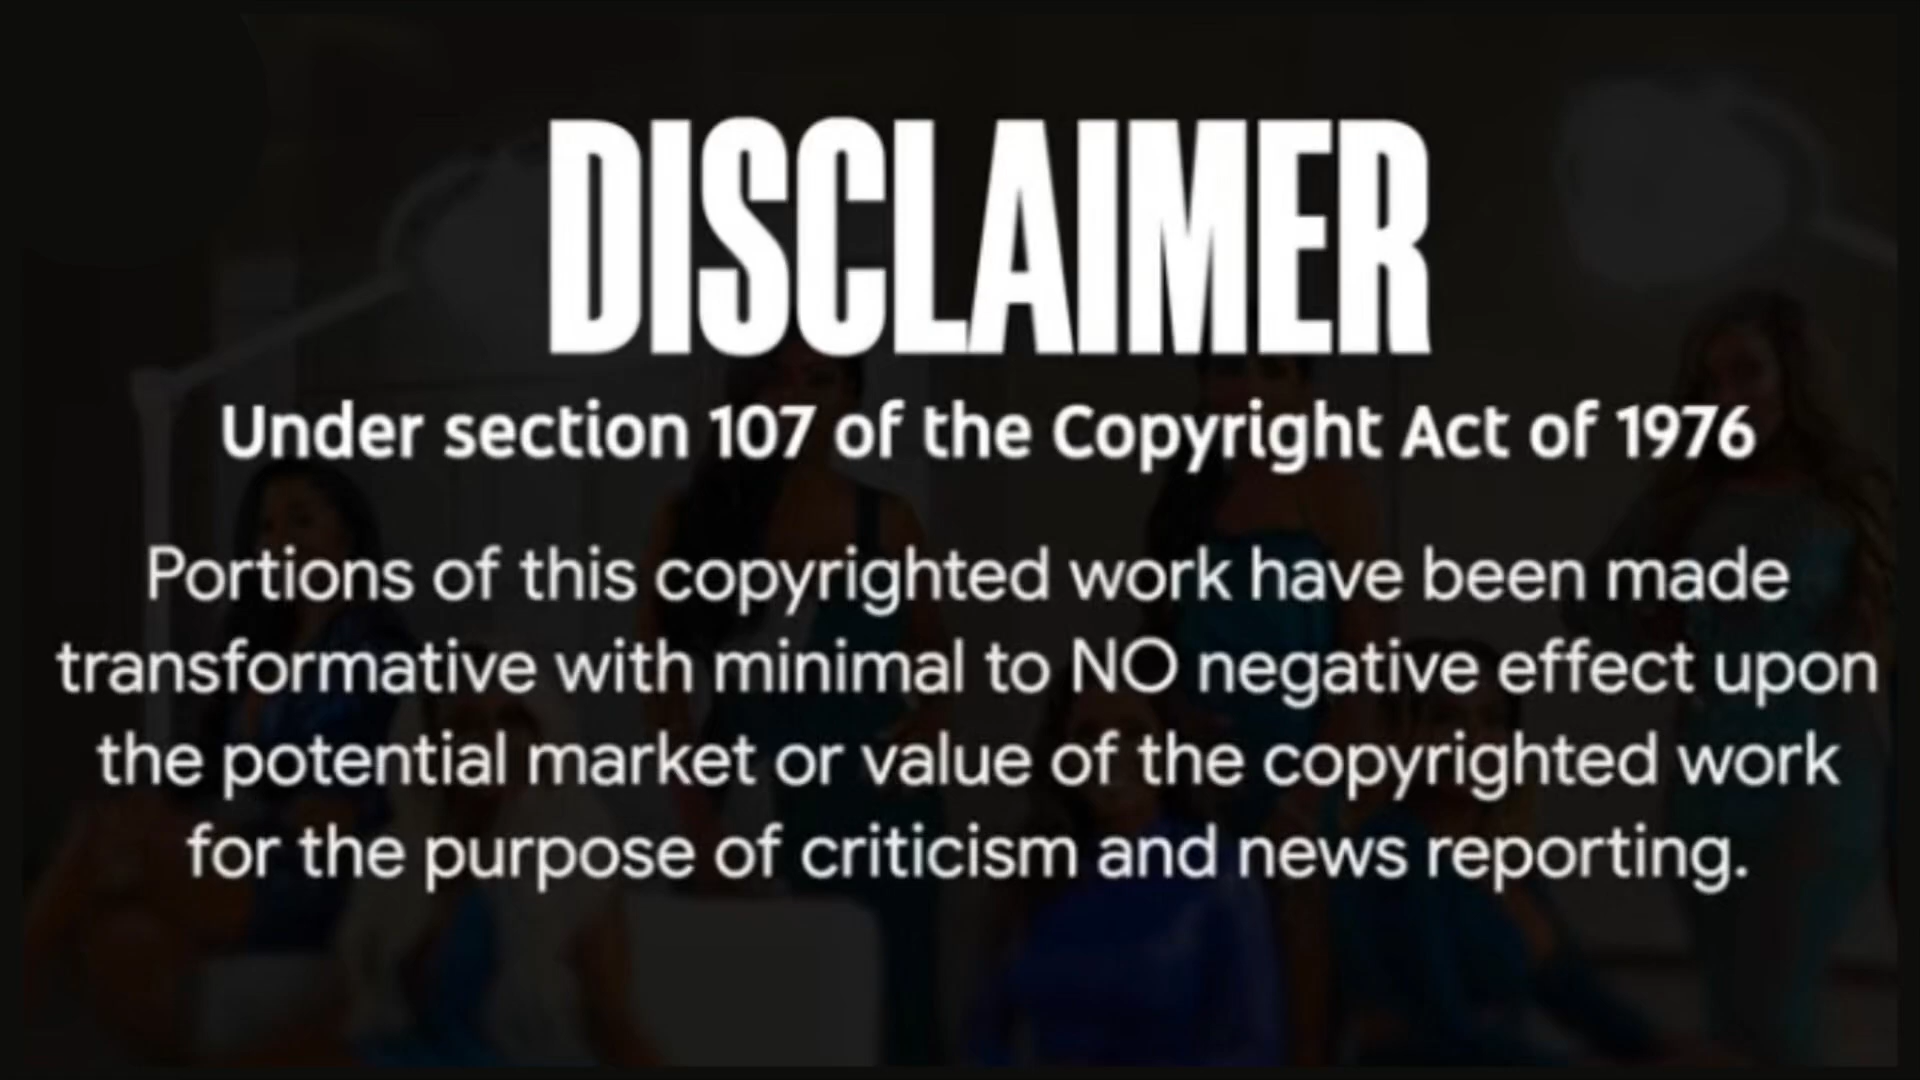 DISCLAIMER
Under section 107 of the Copyright Act of 1976
Portions of this copyrighted work have been made
transformative with minimal to NO negative effect upon
the potential market or value of the copyrighted work
for the purpose of criticism and news reporting.